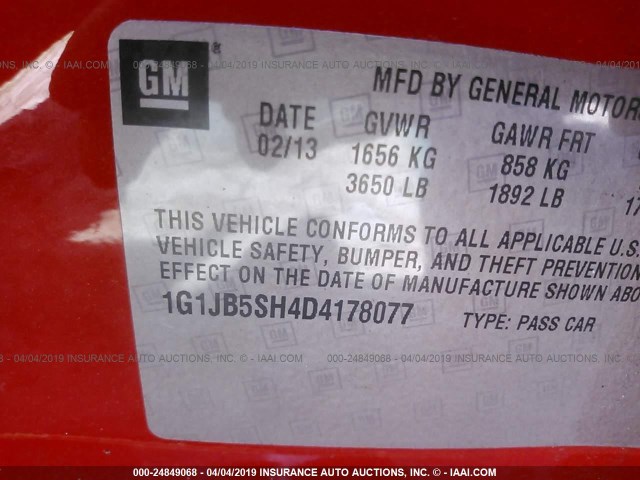 GM
MFD BY GENERAL MOTORS
DATE GVWR GAWR FRT
02/13 1656 KG 858 KG
3650 LB 1892 LB 17
THIS VEHICLE CONFORMS TO ALL APPLICABLE U.S.
VEHICLE SAFETY, BUMPER, AND THEFT PREVENTION
EFFECT ON THE DATE OF MANUFACTURE SHOWN ABO
1G1JB5SH4D4178077 TYPE: PASS CAR
000-24849068 - 04/04/2019 INSURANCE AUTO AUCTIONS, INC. - © IAAI.COM